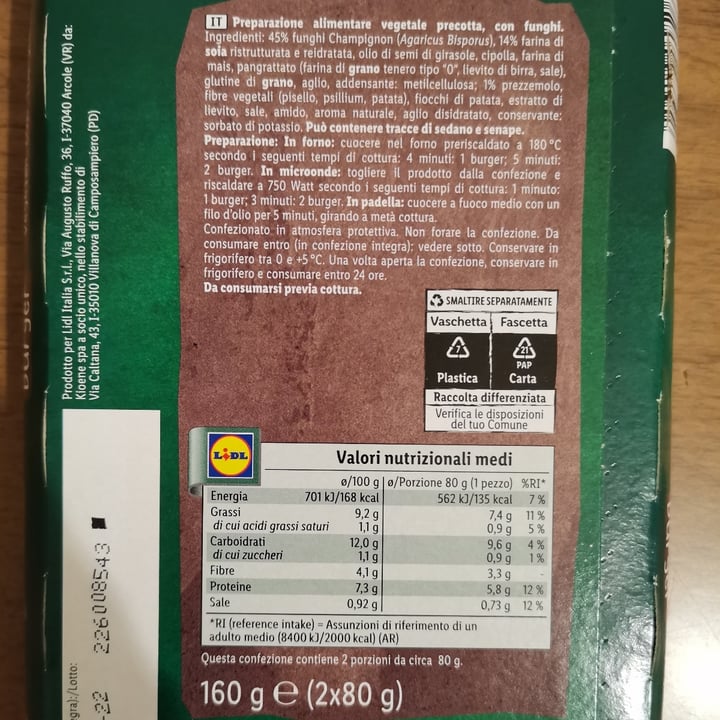 IT Preparazione alimentare vegetale precotta, con funghi.
Ingredienti: 45% funghi Champignon (Agaricus Bisporus), 14% farina di
soia ristrutturata e reidratata, olio di semi di girasole, cipolla, farina di
mais, pangrattato (farina di grano tenero tipo "0", lievito di birra, sale),
glutine di grano, aglio, addensante: metilcellulosa; 1% prezzemolo,
fibre vegetali (pisello, psillium, patata), fiocchi di patata, estratto di
lievito, sale, amido, aroma naturale, aglio disidratato, conservante:
sorbato di potassio. Può contenere tracce di sedano e senape.
Preparazione: In forno: cuocere nel forno preriscaldato a 180°C
secondo i seguenti tempi di cottura: 4 minuti: 1 burger; 5 minuti:
2 burger. In microonde: togliere il prodotto dalla confezione e
riscaldare a 750 Watt secondo i seguenti tempi di cottura: 1 minuto:
1 burger; 3 minuti: 2 burger. In padella: cuocere a fuoco medio con un
filo d'olio per 5 minuti, girando a metà cottura.
Confezionato in atmosfera protettiva. Non forare la confezione. Da
consumare entro (in confezione integra): vedere sotto. Conservare in
frigorifero tra 0 e +5°C. Una volta aperta la confezione, conservare in
frigorifero e consumare entro 24 ore.
Da consumarsi previa cottura.
SMALTIRE SEPARATAMENTE
Vaschetta Fascetta
7 21
PAP
Plastica Carta
Raccolta differenziata
Verifica le disposizioni
del tuo Comune
LIDL
Valori nutrizionali medi
ø/100 g ø/Porzione 80 g (1 pezzo) %RI*
Energia 701 kJ/168 kcal 562 kJ/135 kcal 7 %
Grassi 9,2 g 7,4 g 11 %
di cui acidi grassi saturi 1,1 g 0,9 g 5 %
Carboidrati 12,0 g 9,6 g 4 %
di cui zuccheri 1,1 g 0,9 g 1 %
Fibre 4,1 g 3,3 g -
Proteine 7,3 g 5,8 g 12 %
Sale 0,92 g 0,73 g 12 %
*RI (reference intake) = Assunzioni di riferimento di un
adulto medio (8400 kJ/2000 kcal) (AR)
Questa confezione contiene 2 porzioni da circa 80 g.
160 g e (2x80 g)
Prodotto per Lidl Italia S.r.l., Via Augusto Ruffo, 36, I-37040 Arcole (VR) da:
Kioene spa a socio unico, nello stabilimento di
Via Caltana, 43, I-35010 Villanova di Camposampiero (PD)
gra):/Lotto:
-22 226008543